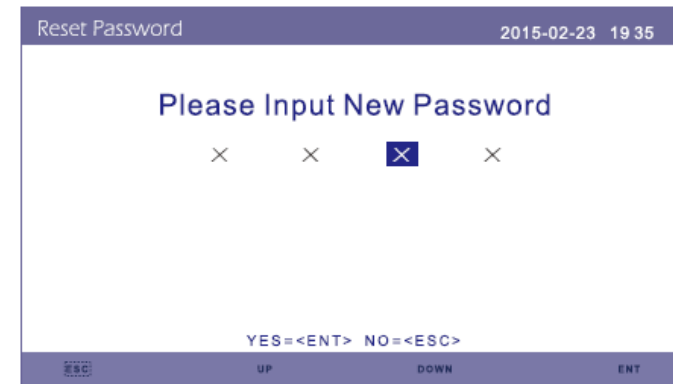 Reset Password 2015-02-23 19 35
Please Input New Password
X X X X
YES=<ENT> NO=<ESC>
ESC UP DOWN ENT